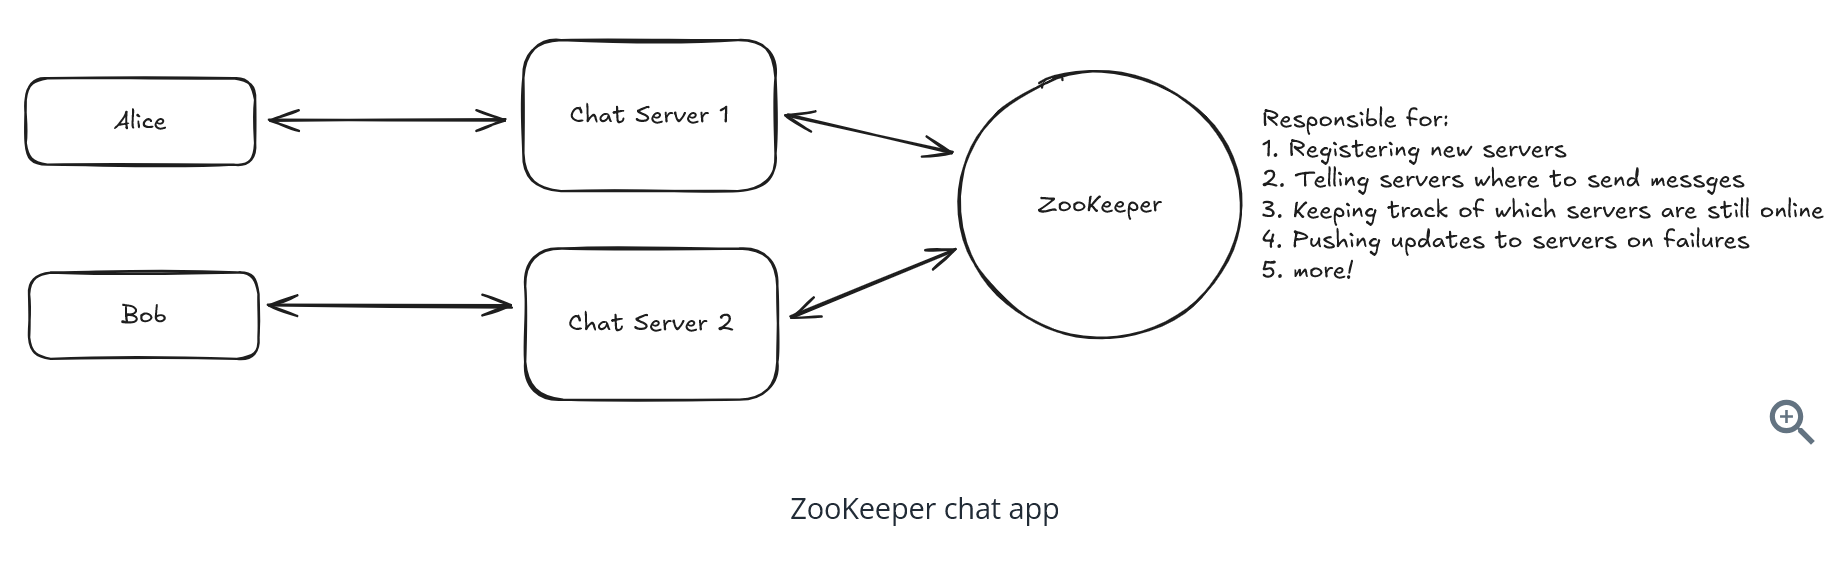 Alice
Chat Server 1
ZooKeeper
Bob
Chat Server 2
Responsible for:
1. Registering new servers
2. Telling servers where to send messges
3. Keeping track of which servers are still online
4. Pushing updates to servers on failures
5. more!
ZooKeeper chat app